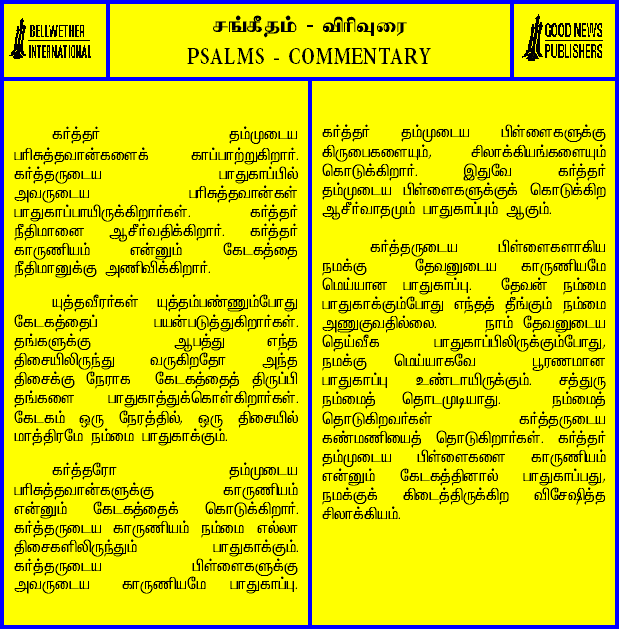 BELLWETHER
INTERNATIONAL
சங்கீதம் - விரிவுரை
PSALMS - COMMENTARY
GOOD NEWS
PUBLISHERS
கர்த்தர் தம்முடைய
பரிசுத்தவான்களைக் காப்பாற்றுகிறார்.
கர்த்தருடைய பாதுகாப்பில்
அவருடைய பரிசுத்தவான்கள்
பாதுகாப்பாயிருக்கிறார்கள். கர்த்தர்
நீதிமானை ஆசீர்வதிக்கிறார். கர்த்தர்
காருணியம் என்னும் கேடகத்தை
நீதிமானுக்கு அணிவிக்கிறார்.
யுத்தவீரர்கள் யுத்தம்பண்ணும்போது
கேடகத்தைப் பயன்படுத்துகிறார்கள்.
தங்களுக்கு ஆபத்து எந்த
திசையிலிருந்து வருகிறதோ அந்த
திசைக்கு நேராக கேடகத்தைத் திருப்பி
தங்களை பாதுகாத்துக்கொள்கிறார்கள்.
கேடகம் ஒரு நேரத்தில், ஒரு திசையில்
மாத்திரமே நம்மை பாதுகாக்கும்.
கர்த்தரோ தம்முடைய
பரிசுத்தவான்களுக்கு காருணியம்
என்னும் கேடகத்தைக் கொடுக்கிறார்.
கர்த்தருடைய காருணியம் நம்மை எல்லா
திசைகளிலிருந்தும் பாதுகாக்கும்.
கர்த்தருடைய பிள்ளைகளுக்கு
அவருடைய காருணியமே பாதுகாப்பு.
கர்த்தர் தம்முடைய பிள்ளைகளுக்கு
கிருபைகளையும், சிலாக்கியங்களையும்
கொடுக்கிறார். இதுவே கர்த்தர்
தம்முடைய பிள்ளைகளுக்குக் கொடுக்கிற
ஆசீர்வாதமும் பாதுகாப்பும் ஆகும்.
கர்த்தருடைய பிள்ளைகளாகிய
நமக்கு தேவனுடைய காருணியமே
மெய்யான பாதுகாப்பு. தேவன் நம்மை
பாதுகாக்கும்போது எந்தத் தீங்கும் நம்மை
அணுகுவதில்லை. நாம் தேவனுடைய
தெய்வீக பாதுகாப்பிலிருக்கும்போது,
நமக்கு மெய்யாகவே பூரணமான
பாதுகாப்பு உண்டாயிருக்கும். சத்துரு
நம்மைத் தொடமுடியாது. நம்மைத்
தொடுகிறவர்கள் கர்த்தருடைய
கண்மணியைத் தொடுகிறார்கள். கர்த்தர்
தம்முடைய பிள்ளைகளை காருணியம்
என்னும் கேடகத்தினால் பாதுகாப்பது,
நமக்குக் கிடைத்திருக்கிற விசேஷித்த
சிலாக்கியம்.